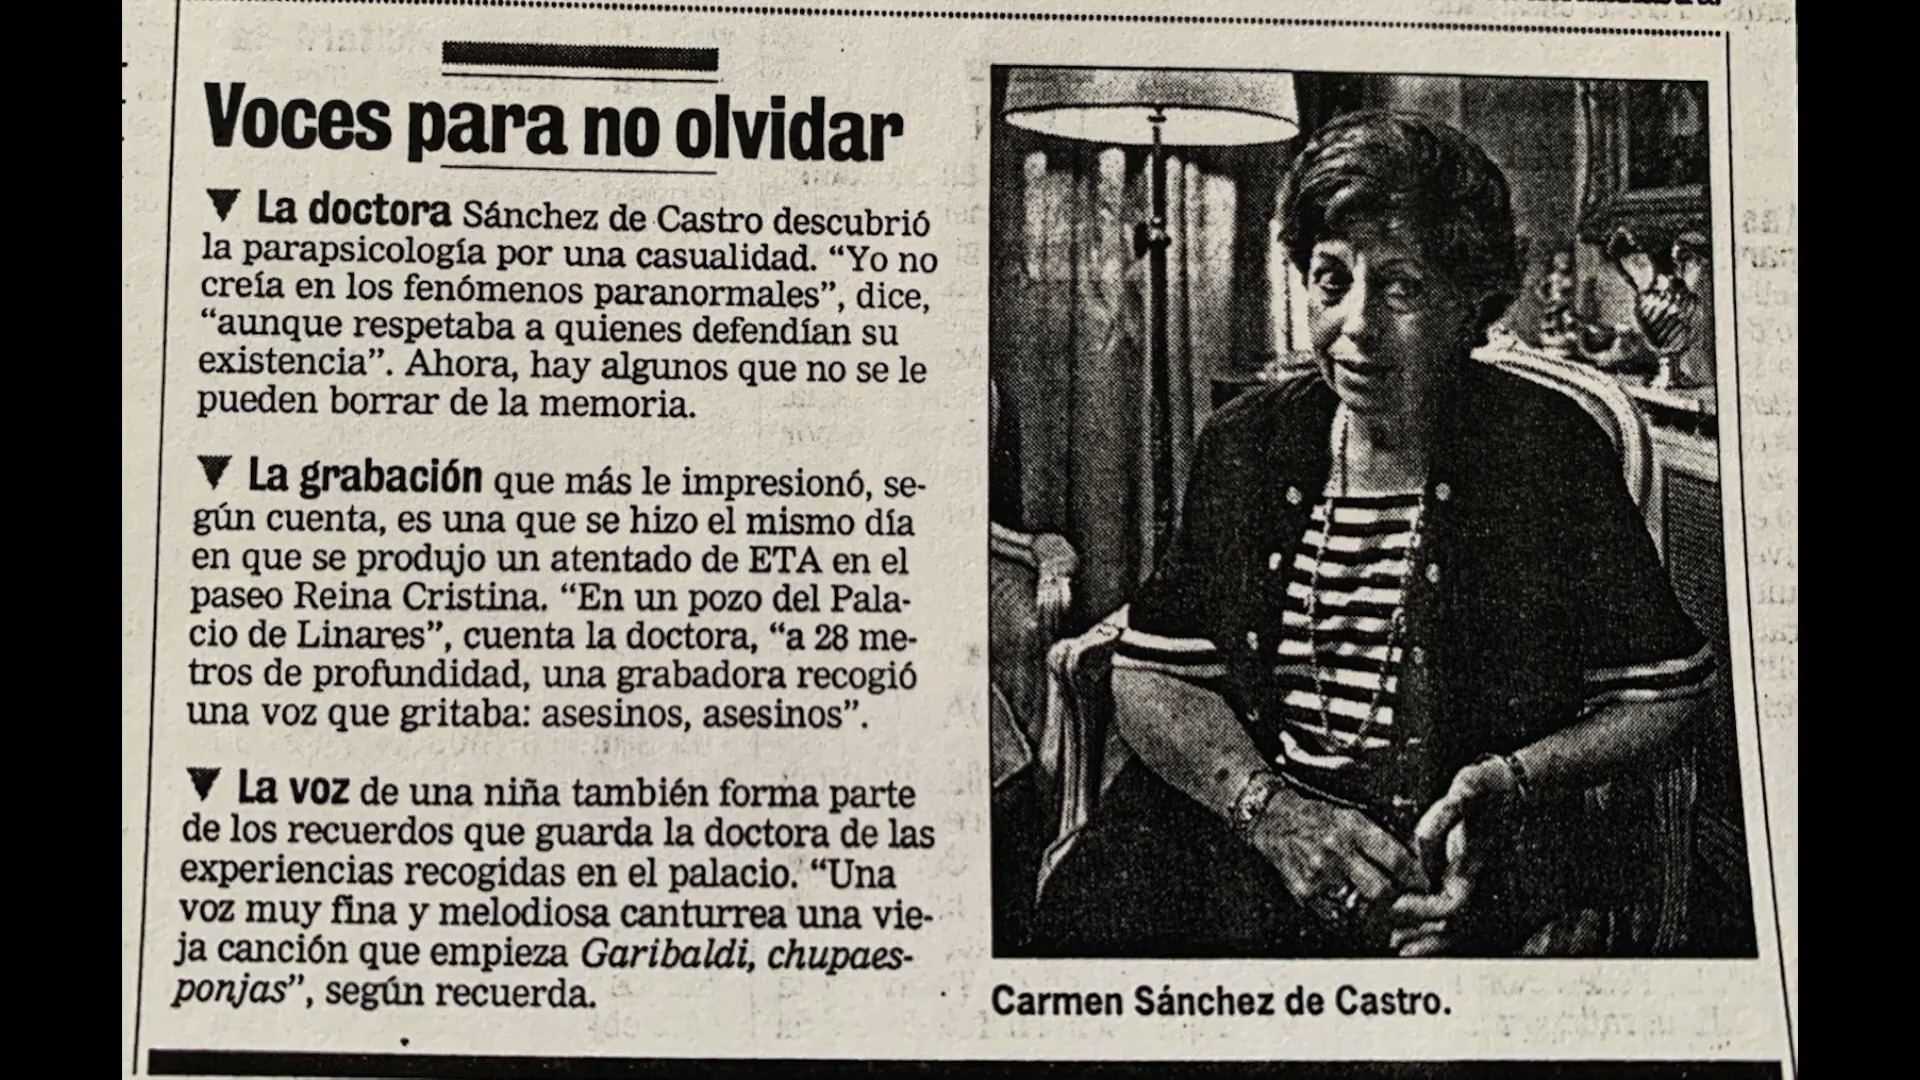 Voces para no olvidar
▼ La doctora Sánchez de Castro descubrió
la parapsicología por una casualidad. “Yo no
creía en los fenómenos paranormales”, dice,
“aunque respetaba a quienes defendían su
existencia”. Ahora, hay algunos que no se le
pueden borrar de la memoria.
▼ La grabación que más le impresionó, se-
gún cuenta, es una que se hizo el mismo día
en que se produjo un atentado de ETA en el
paseo Reina Cristina. “En un pozo del Pala-
cio de Linares”, cuenta la doctora, “a 28 me-
tros de profundidad, una grabadora recogió
una voz que gritaba: asesinos, asesinos”.
▼ La voz de una niña también forma parte
de los recuerdos que guarda la doctora de las
experiencias recogidas en el palacio. “Una
voz muy fina y melodiosa canturrea una vie-
ja canción que empieza Garibaldi, chupaes-
ponjas”, según recuerda.
Carmen Sánchez de Castro.